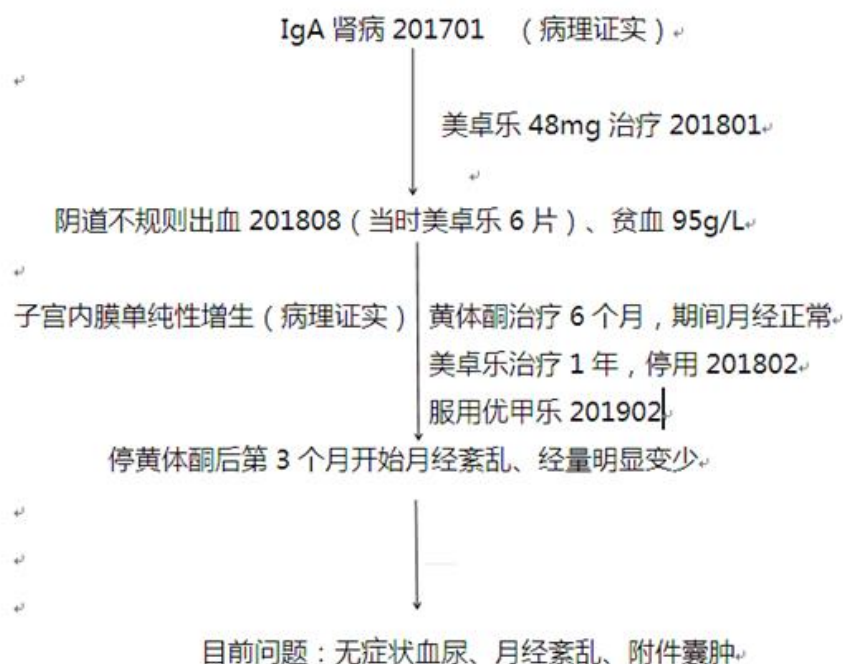 IgA 肾病 201701 （病理证实）
美卓乐 48mg 治疗 201801
阴道不规则出血 201808（当时美卓乐 6 片）、贫血 95g/L
子宫内膜单纯性增生（病理证实） 黄体酮治疗 6 个月，期间月经正常
美卓乐治疗 1 年，停用 201802
服用优甲乐 201902
停黄体酮后第 3 个月开始月经紊乱、经量明显变少
目前问题：无症状血尿、月经紊乱、附件囊肿